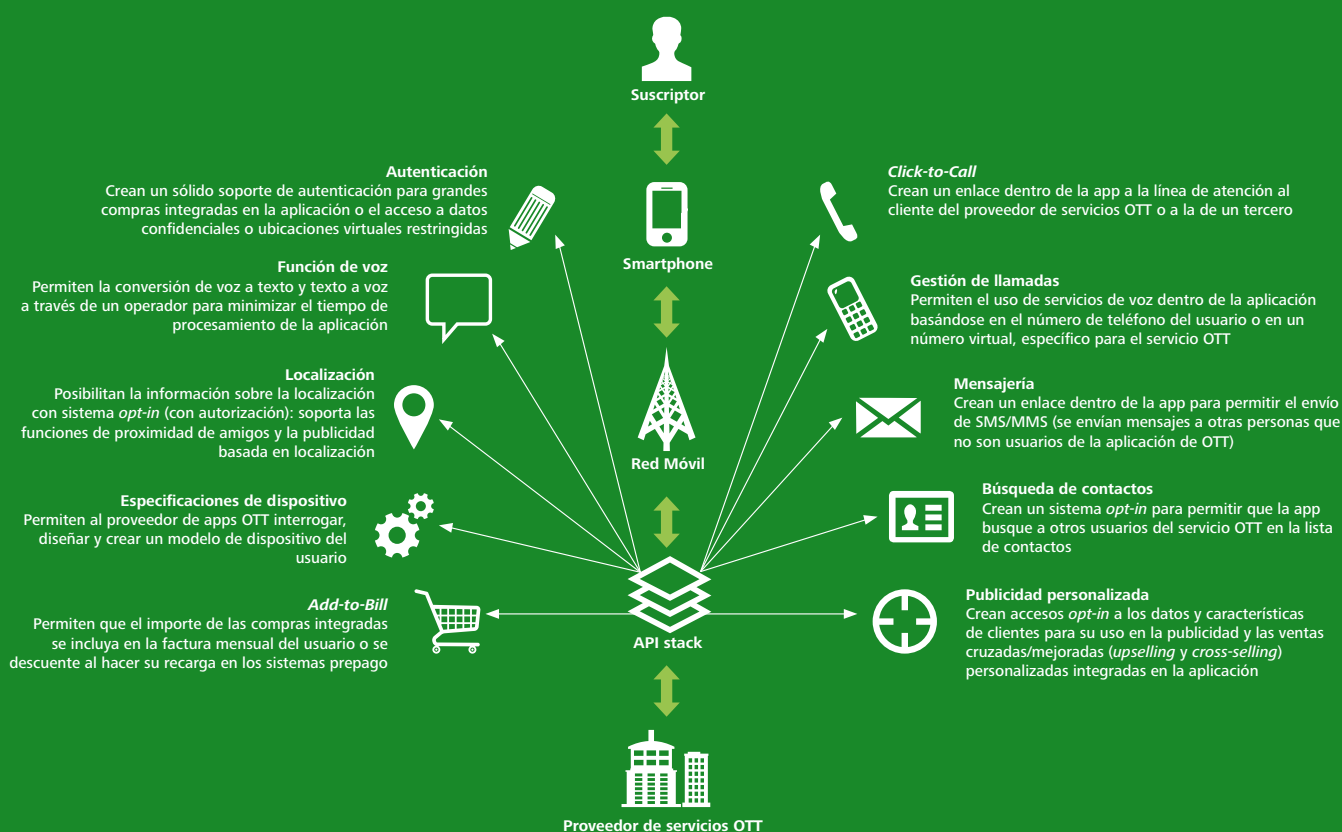 Suscriptor
Autenticación
Crean un sólido soporte de autenticación para grandes
compras integradas en la aplicación o el acceso a datos
confidenciales o ubicaciones virtuales restringidas
Click-to-Call
Crean un enlace dentro de la app a la línea de atención al
cliente del proveedor de servicios OTT o a la de un tercero
Smartphone
Función de voz
Permiten la conversión de voz a texto y texto a voz
a través de un operador para minimizar el tiempo de
procesamiento de la aplicación
Gestión de llamadas
Permiten el uso de servicios de voz dentro de la aplicación
basándose en el número de teléfono del usuario o en un
número virtual, específico para el servicio OTT
Localización
Posibilitan la información sobre la localización
con sistema opt-in (con autorización): soporta las
funciones de proximidad de amigos y la publicidad
basada en localización
Mensajería
Crean un enlace dentro de la app para permitir el envío
de SMS/MMS (se envían mensajes a otras personas que
no son usuarios de la aplicación de OTT)
Red Móvil
Especificaciones de dispositivo
Permiten al proveedor de apps OTT interrogar,
diseñar y crear un modelo de dispositivo del
usuario
Búsqueda de contactos
Crean un sistema opt-in para permitir que la app
busque a otros usuarios del servicio OTT en la lista
de contactos
Add-to-Bill
Permiten que el importe de las compras integradas
se incluya en la factura mensual del usuario o se
descuente al hacer su recarga en los sistemas prepago
API stack
Publicidad personalizada
Crean accesos opt-in a los datos y características
de clientes para su uso en la publicidad y las ventas
cruzadas/mejoradas (upselling y cross-selling)
personalizadas integradas en la aplicación
Proveedor de servicios OTT